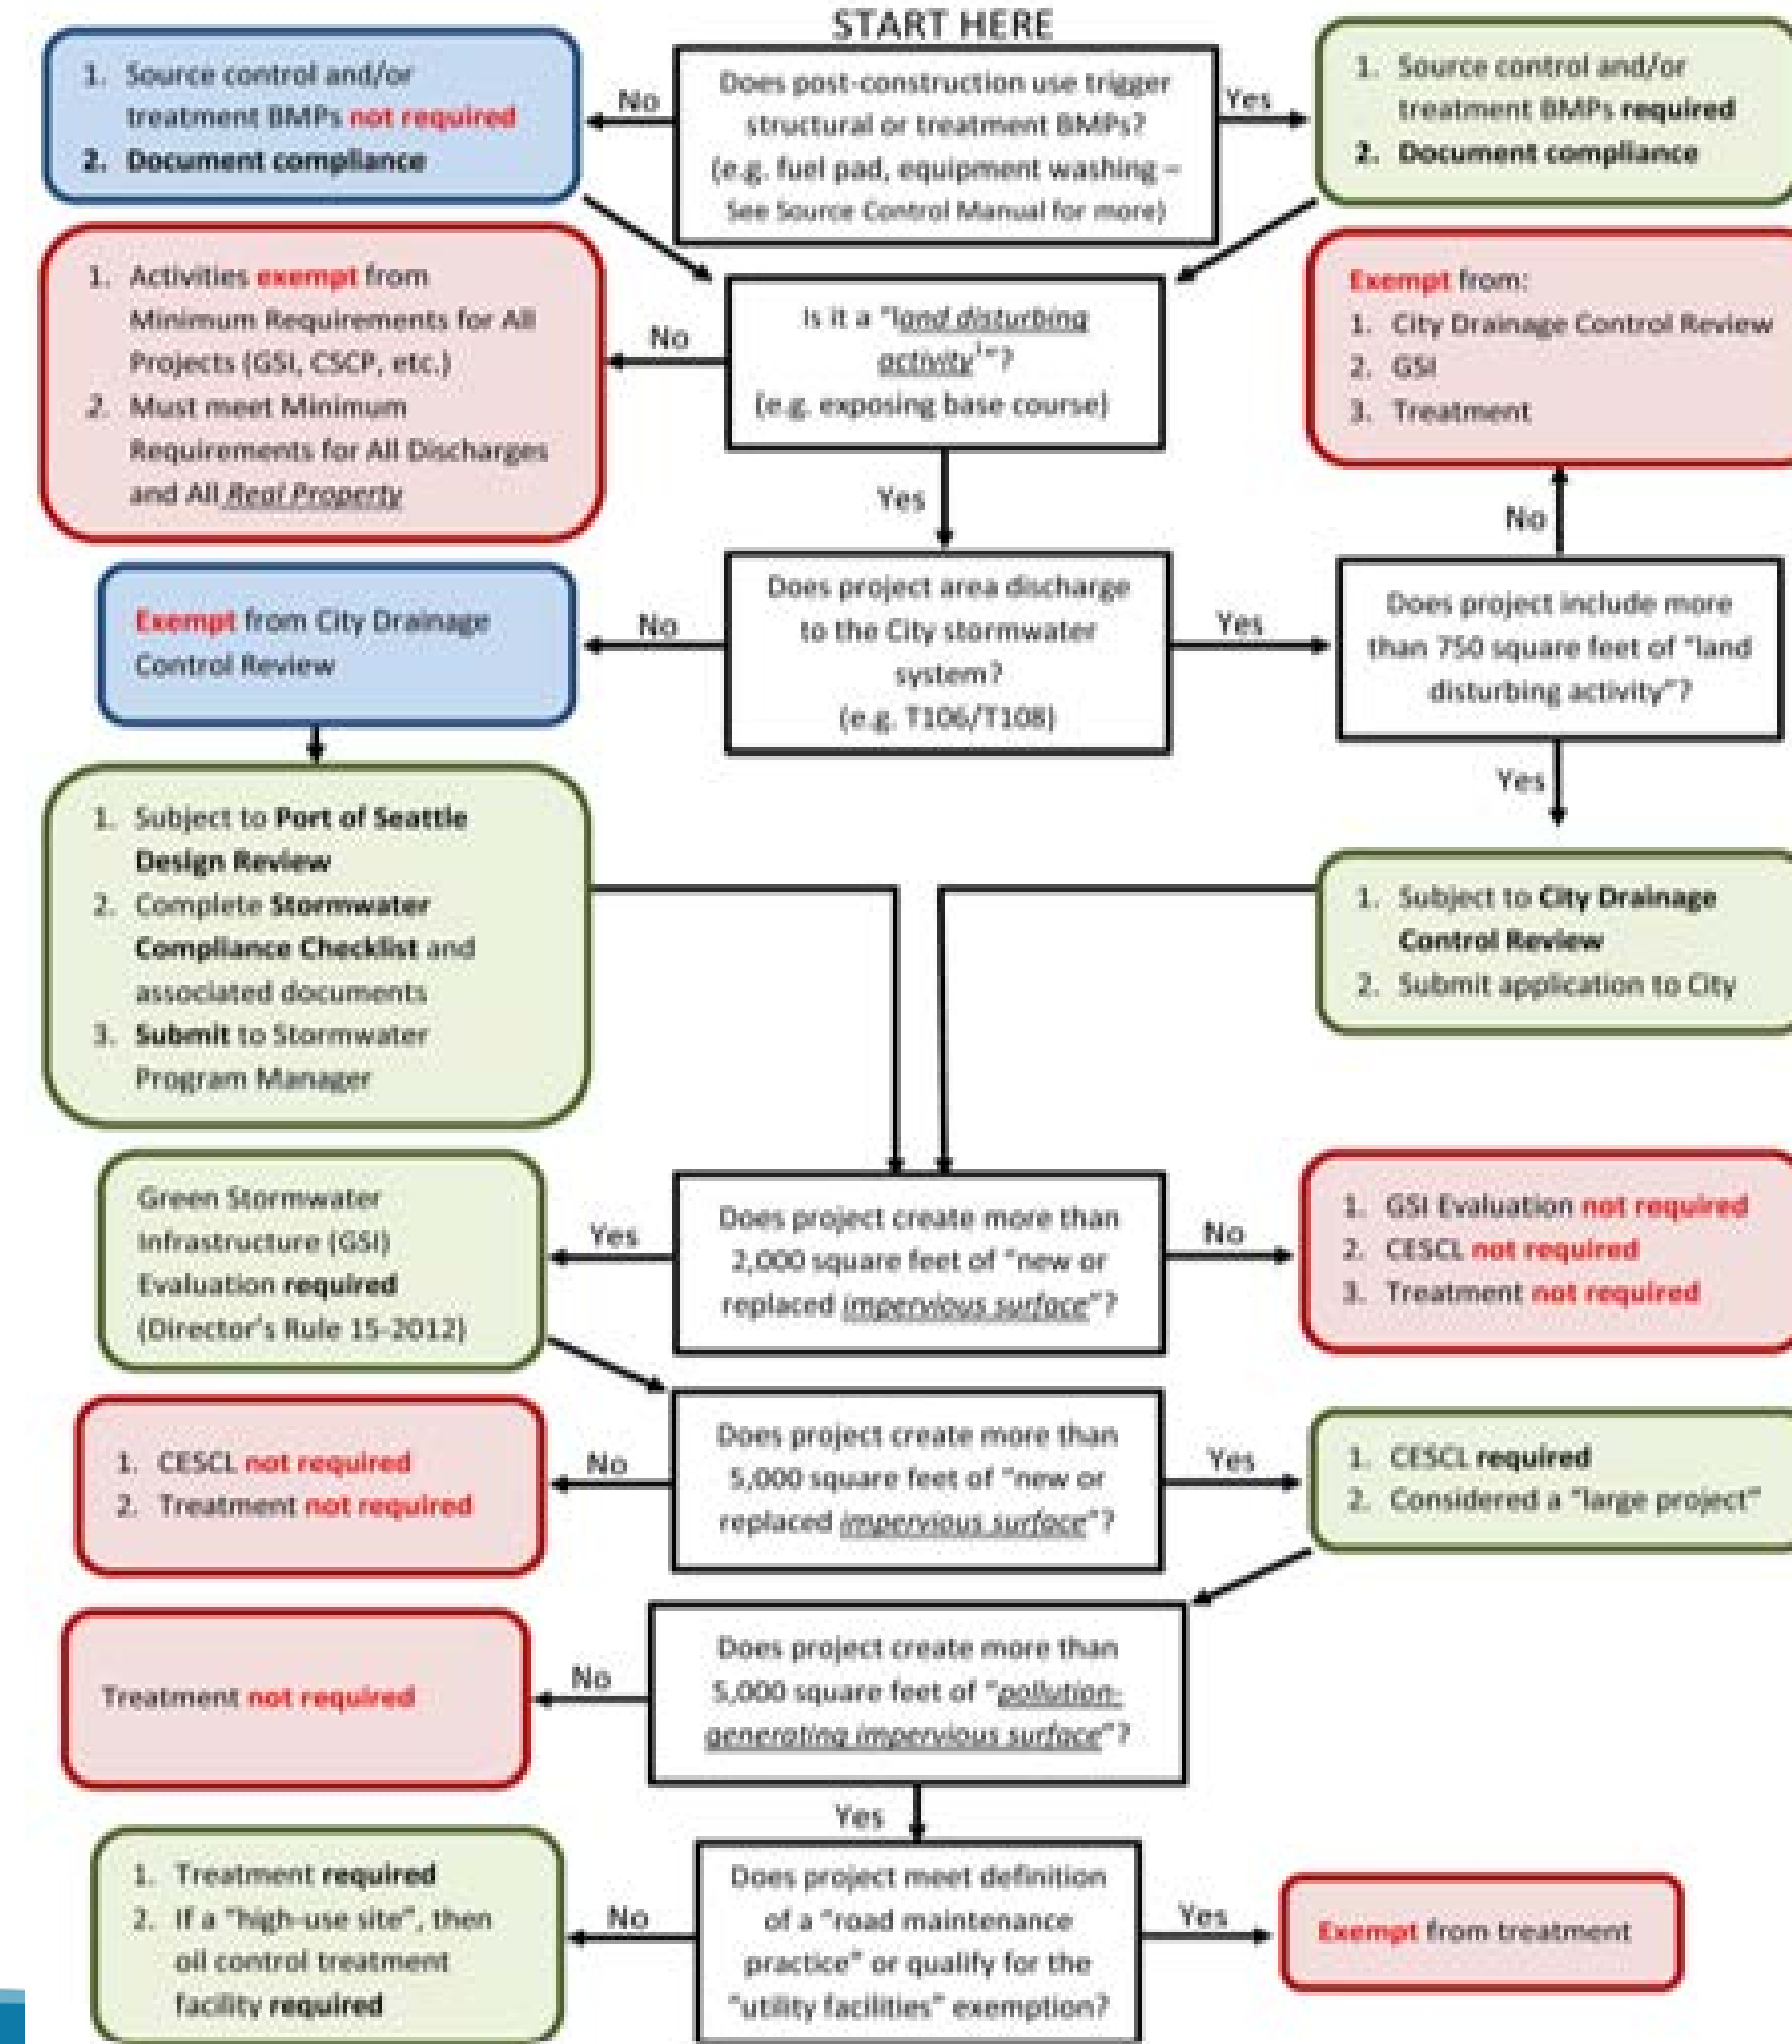 START HERE
1. Source control and/or
treatment BMPs not required
2. Document compliance
No
Does post-construction use trigger
structural or treatment BMPs?
(e.g. fuel pad, equipment washing –
See Source Control Manual for more)
Yes
1. Source control and/or
treatment BMPs required
2. Document compliance
1. Activities exempt from
Minimum Requirements for All
Projects (GSI, CSCP, etc.)
2. Must meet Minimum
Requirements for All Discharges
and All Real Property
No
Is it a "land disturbing
activity¹"?
(e.g. exposing base course)
Yes
Exempt from:
1. City Drainage Control Review
2. GSI
3. Treatment
No
Exempt from City Drainage
Control Review
No
Does project area discharge
to the City stormwater
system?
(e.g. T106/T108)
Yes
Does project include more
than 750 square feet of "land
disturbing activity"?
Yes
1. Subject to Port of Seattle
Design Review
2. Complete Stormwater
Compliance Checklist and
associated documents
3. Submit to Stormwater
Program Manager
1. Subject to City Drainage
Control Review
2. Submit application to City
Green Stormwater
Infrastructure (GSI)
Evaluation required
(Director's Rule 15-2012)
Yes
Does project create more than
2,000 square feet of "new or
replaced impervious surface"?
No
1. GSI Evaluation not required
2. CESCL not required
3. Treatment not required
1. CESCL not required
2. Treatment not required
No
Does project create more than
5,000 square feet of "new or
replaced impervious surface"?
Yes
1. CESCL required
2. Considered a "large project"
Treatment not required
No
Does project create more than
5,000 square feet of "pollution-
generating impervious surface"?
Yes
1. Treatment required
2. If a "high-use site", then
oil control treatment
facility required
No
Does project meet definition
of a "road maintenance
practice" or qualify for the
"utility facilities" exemption?
Yes
Exempt from treatment